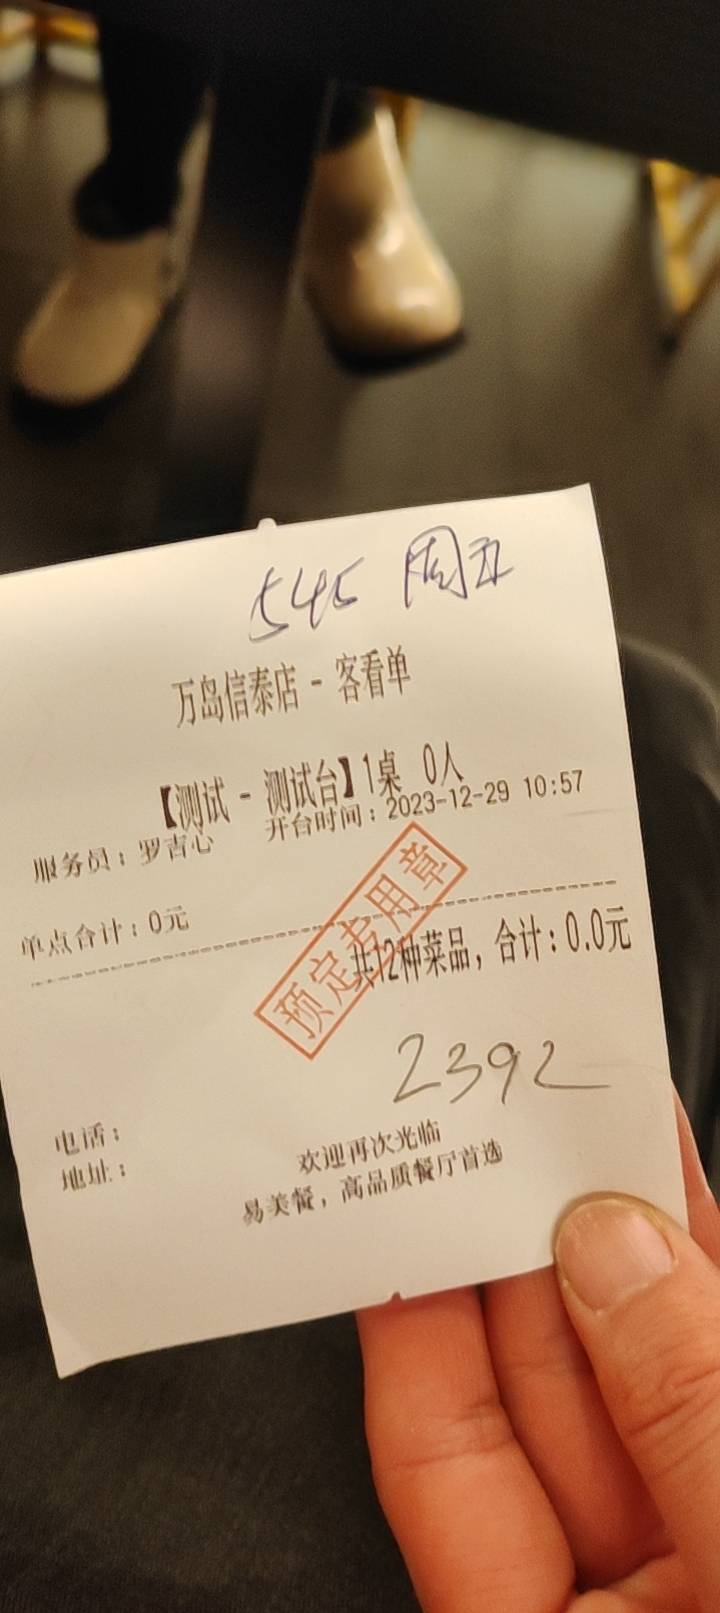 545 周五
万岛信泰店 - 客看单
【测试 - 测试台】1桌 0人
服务员：罗吉心 开台时间：2023-12-29 10:57
单点合计：0元
共12种菜品，合计：0.0元
预定专用章
2392
电话：
地址：
欢迎再次光临
易美餐，高品质餐厅首选